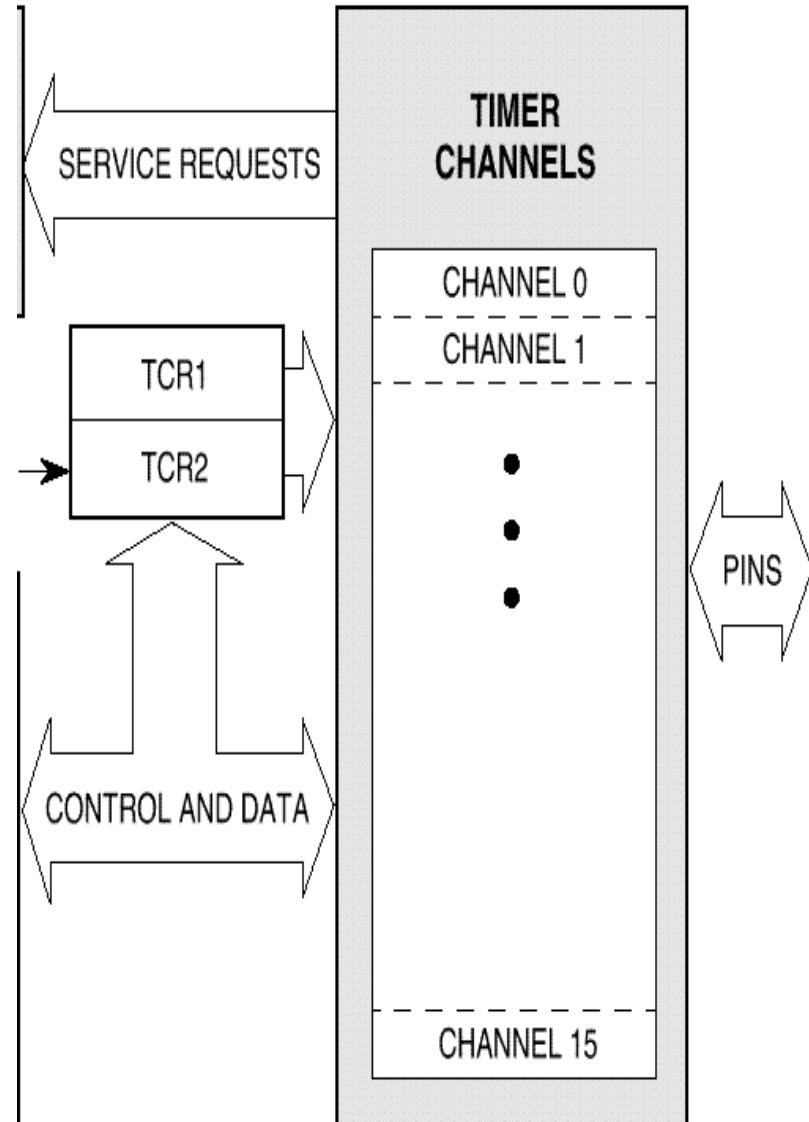 TIMER
CHANNELS
SERVICE REQUESTS
CHANNEL 0
CHANNEL 1
TCR1
TCR2
PINS
CONTROL AND DATA
CHANNEL 15